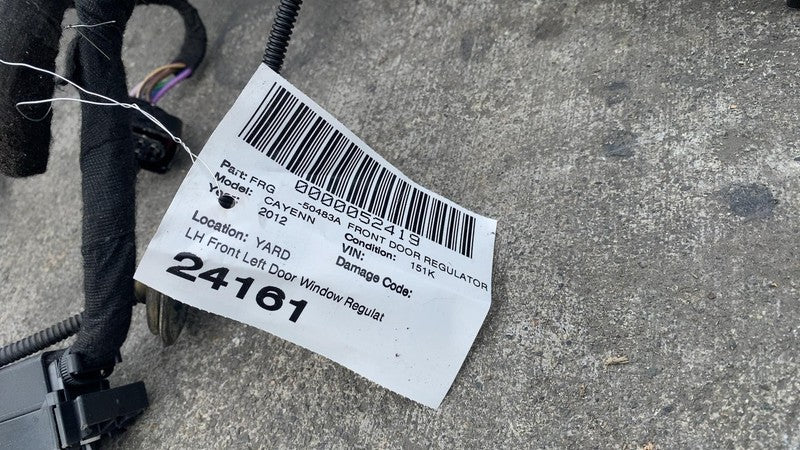 0000052419
Part: FRG -50483A FRONT DOOR REGULATOR
Model: CAYENN Condition: 151K
Year: 2012 VIN:
Damage Code:
Location: YARD
LH Front Left Door Window Regulat
24161